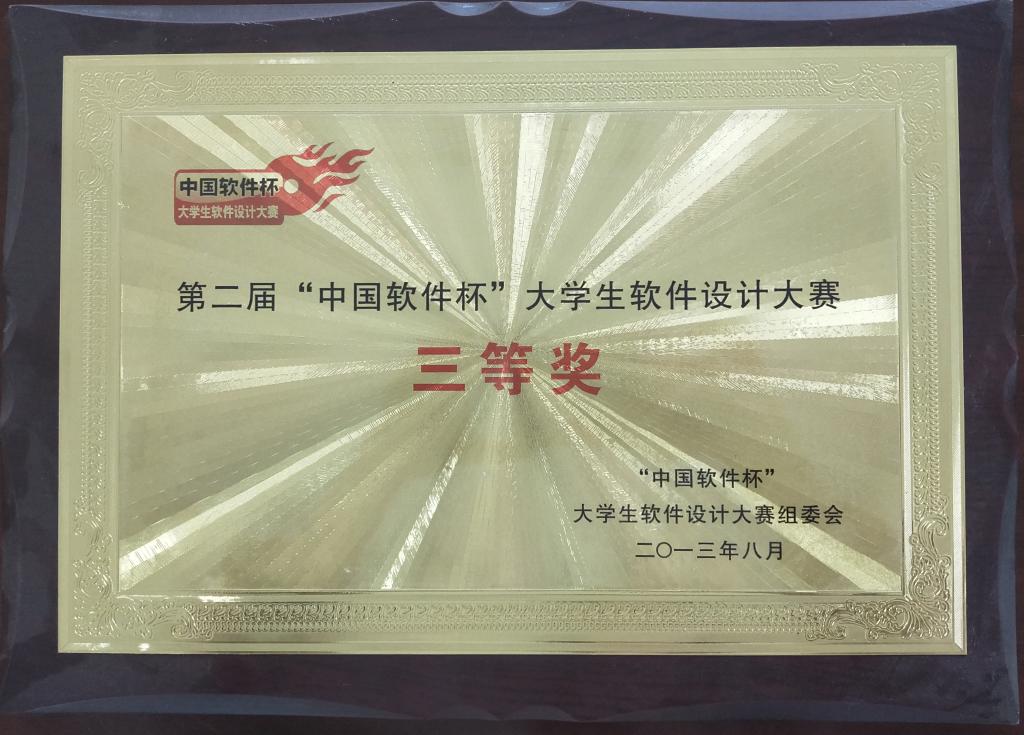 中国软件杯
大学生软件设计大赛
第二届“中国软件杯”大学生软件设计大赛
三等奖
“中国软件杯”
大学生软件设计大赛组委会
二〇一三年八月